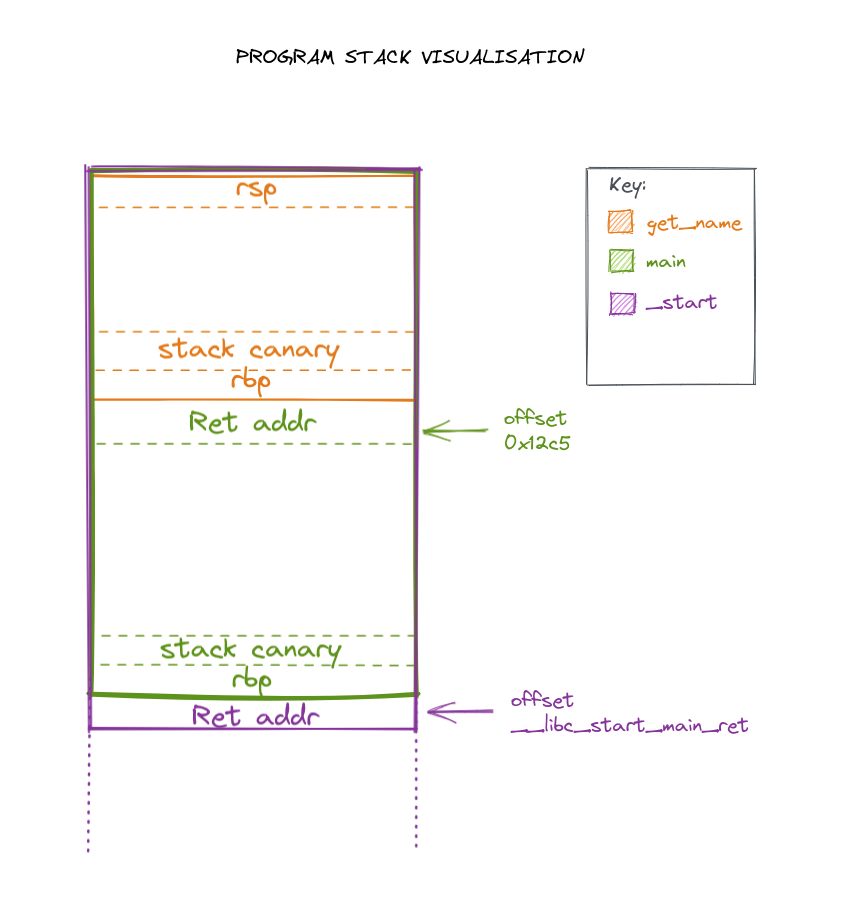 PROGRAM STACK VISUALISATION
rsp
stack canary
rbp
Ret addr
offset
0x12c5
stack canary
rbp
Ret addr
offset
__libc_start_main_ret
Key:
get_name
main
_start